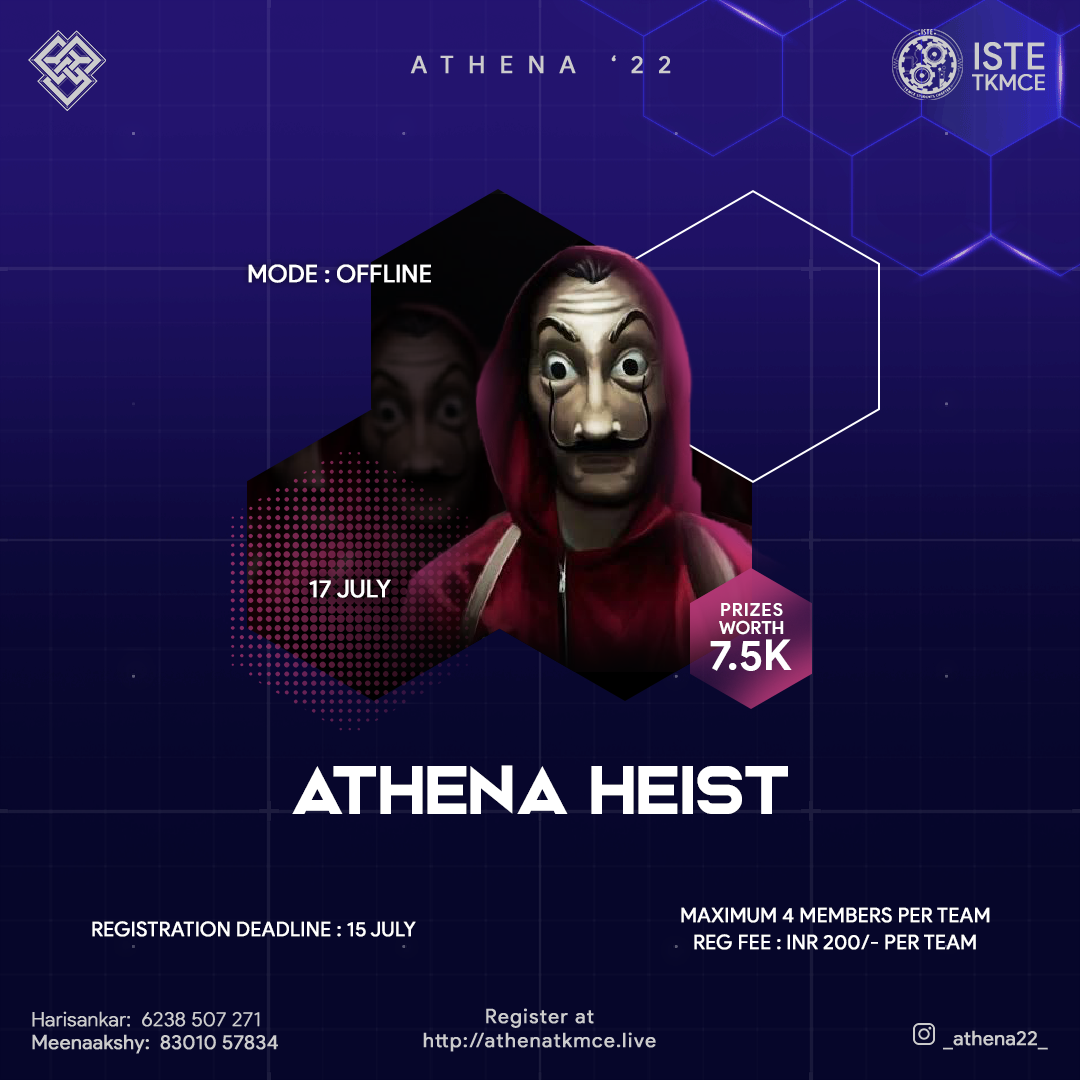 ATHENA ‘22
ISTE
TKMCE
MODE : OFFLINE
17 JULY
PRIZES
WORTH
7.5K
ATHENA HEIST
REGISTRATION DEADLINE : 15 JULY
MAXIMUM 4 MEMBERS PER TEAM
REG FEE : INR 200/- PER TEAM
Harisankar: 6238 507 271
Meenaakshy: 83010 57834
Register at
http://athenatkmce.live
_athena22_